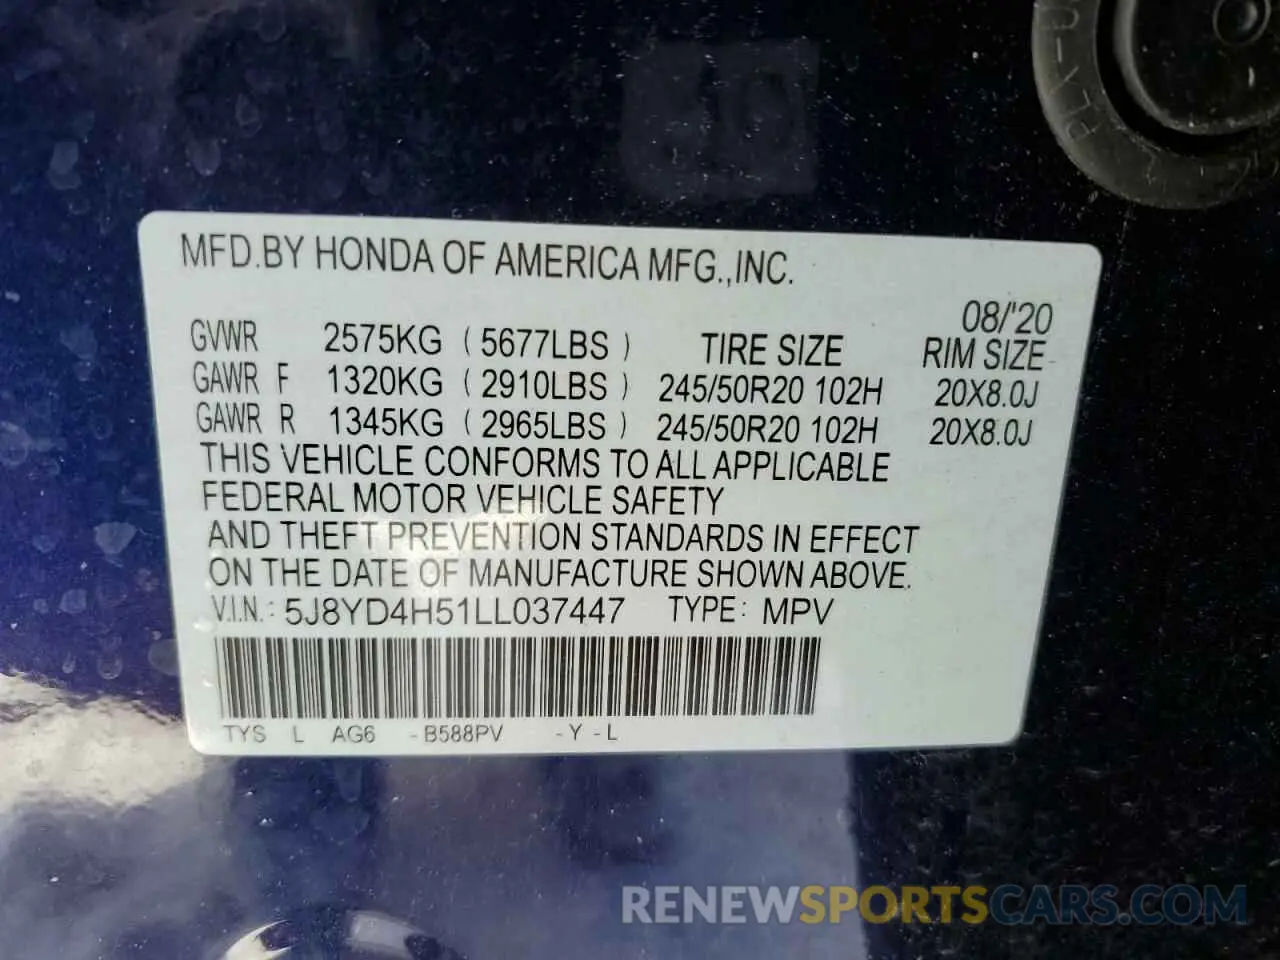 MFD.BY HONDA OF AMERICA MFG.,INC.
08/'20
GVWR 2575KG ( 5677LBS ) TIRE SIZE RIM SIZE
GAWR F 1320KG ( 2910LBS ) 245/50R20 102H 20X8.0J
GAWR R 1345KG ( 2965LBS ) 245/50R20 102H 20X8.0J
THIS VEHICLE CONFORMS TO ALL APPLICABLE
FEDERAL MOTOR VEHICLE SAFETY
AND THEFT PREVENTION STANDARDS IN EFFECT
ON THE DATE OF MANUFACTURE SHOWN ABOVE.
V.I.N.: 5J8YD4H51LL037447 TYPE: MPV
TYS L AG6 -B588PV -Y -L
RENEWSPORTSCARS.COM